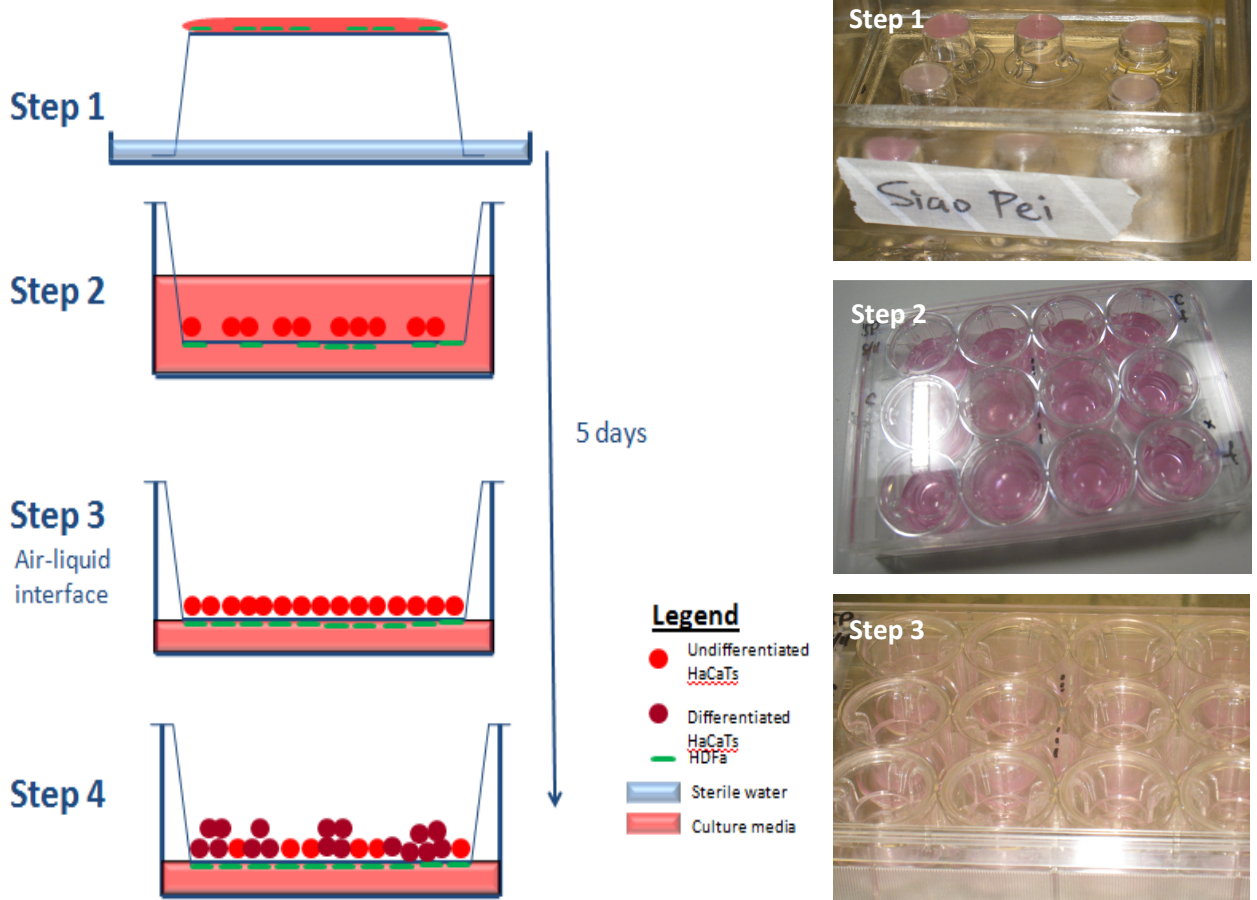 Step 1
Step 2
Step 3
Air-liquid
interface
Step 4
5 days
Legend
Undifferentiated
HaCaTs
Differentiated
HaCaTs
HDFa
Sterile water
Culture media
Step 1
Siao Pei
Step 2
Step 3